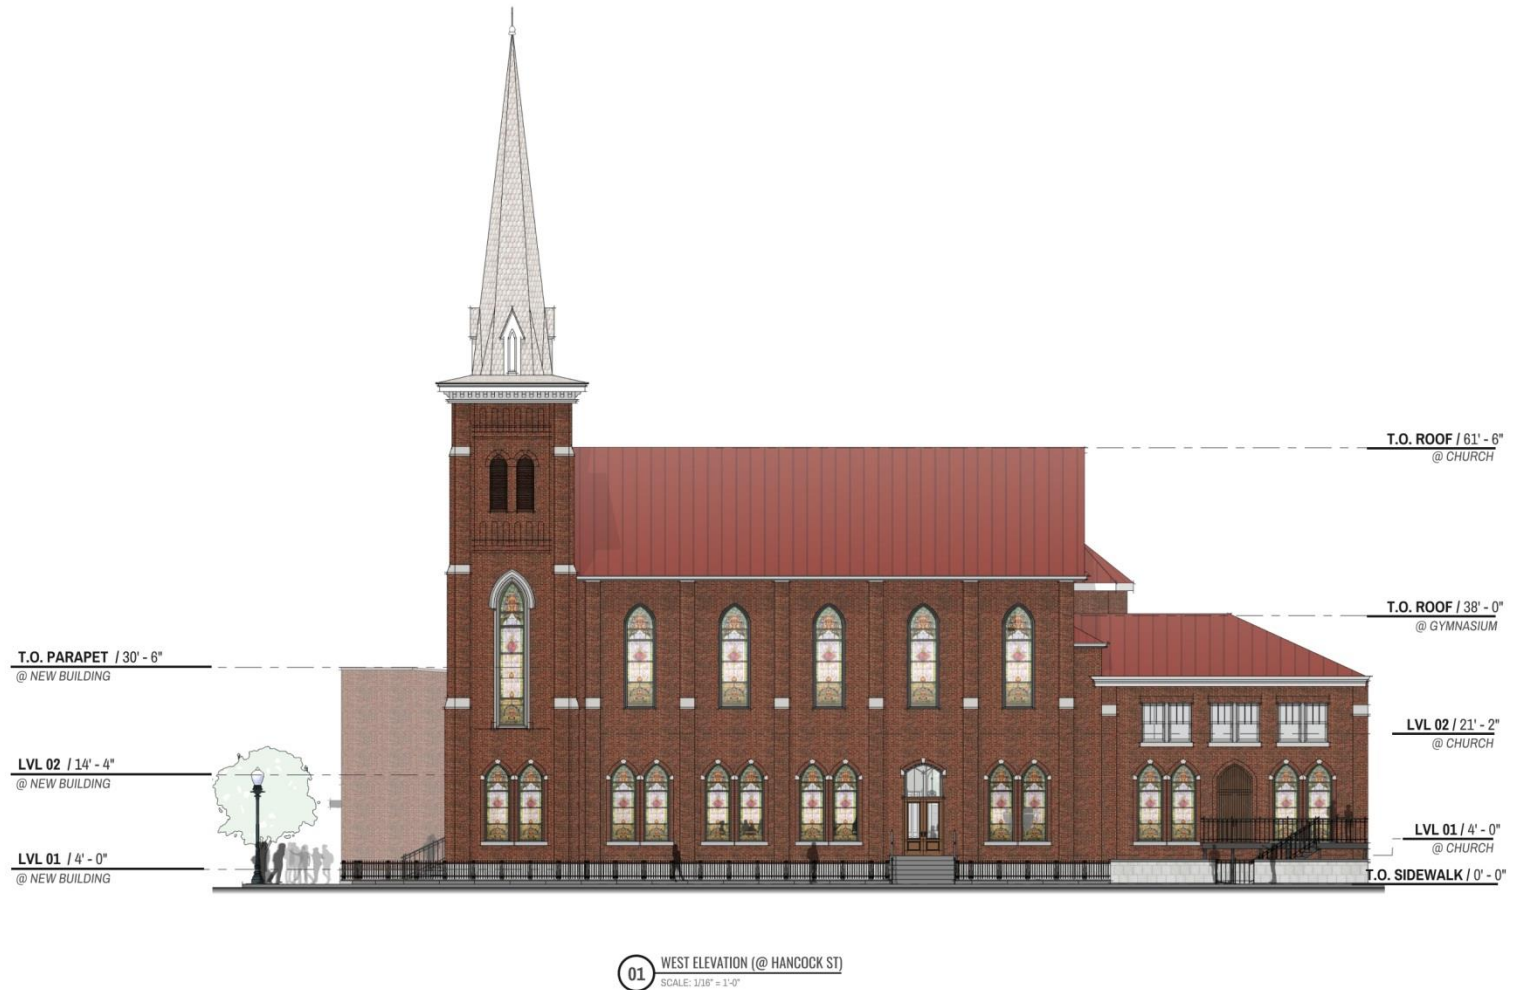 T.O. ROOF / 61' - 6"
@ CHURCH
T.O. ROOF / 38' - 0"
@ GYMNASIUM
T.O. PARAPET / 30' - 6"
@ NEW BUILDING
LVL 02 / 21' - 2"
@ CHURCH
LVL 02 / 14' - 4"
@ NEW BUILDING
LVL 01 / 4' - 0"
@ CHURCH
LVL 01 / 4' - 0"
@ NEW BUILDING
T.O. SIDEWALK / 0' - 0"
01
WEST ELEVATION (@ HANCOCK ST)
SCALE: 1/16" = 1'-0"